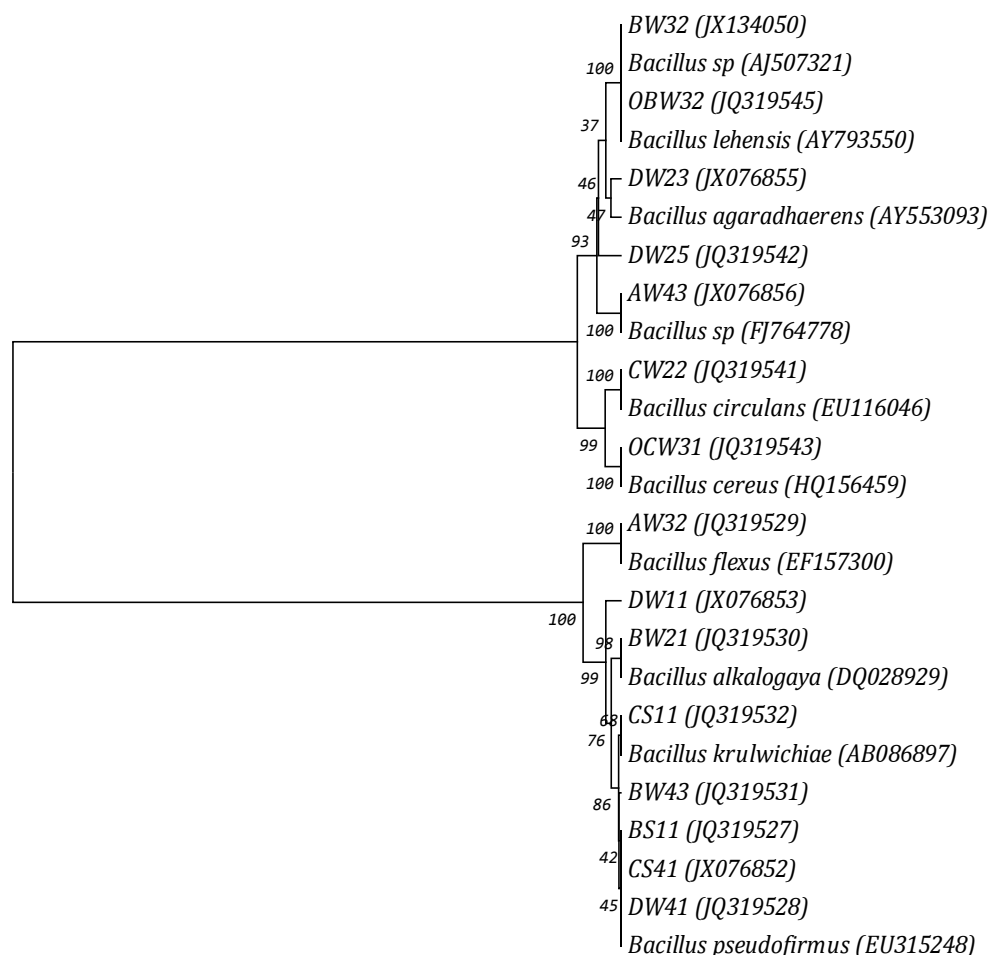 BW32 (JX134050)
Bacillus sp (AJ507321)
100
OBW32 (JQ319545)
37
Bacillus lehensis (AY793550)
DW23 (JX076855)
46
47
Bacillus agaradhaerens (AY553093)
93
DW25 (JQ319542)
AW43 (JX076856)
100
Bacillus sp (FJ764778)
CW22 (JQ319541)
100
Bacillus circulans (EU116046)
99
OCW31 (JQ319543)
100
Bacillus cereus (HQ156459)
AW32 (JQ319529)
100
Bacillus flexus (EF157300)
DW11 (JX076853)
100
98
BW21 (JQ319530)
99
Bacillus alkalogaya (DQ028929)
CS11 (JQ319532)
68
76
Bacillus krulwichiae (AB086897)
BW43 (JQ319531)
86
BS11 (JQ319527)
42
CS41 (JX076852)
45
DW41 (JQ319528)
Bacillus pseudofirmus (EU315248)